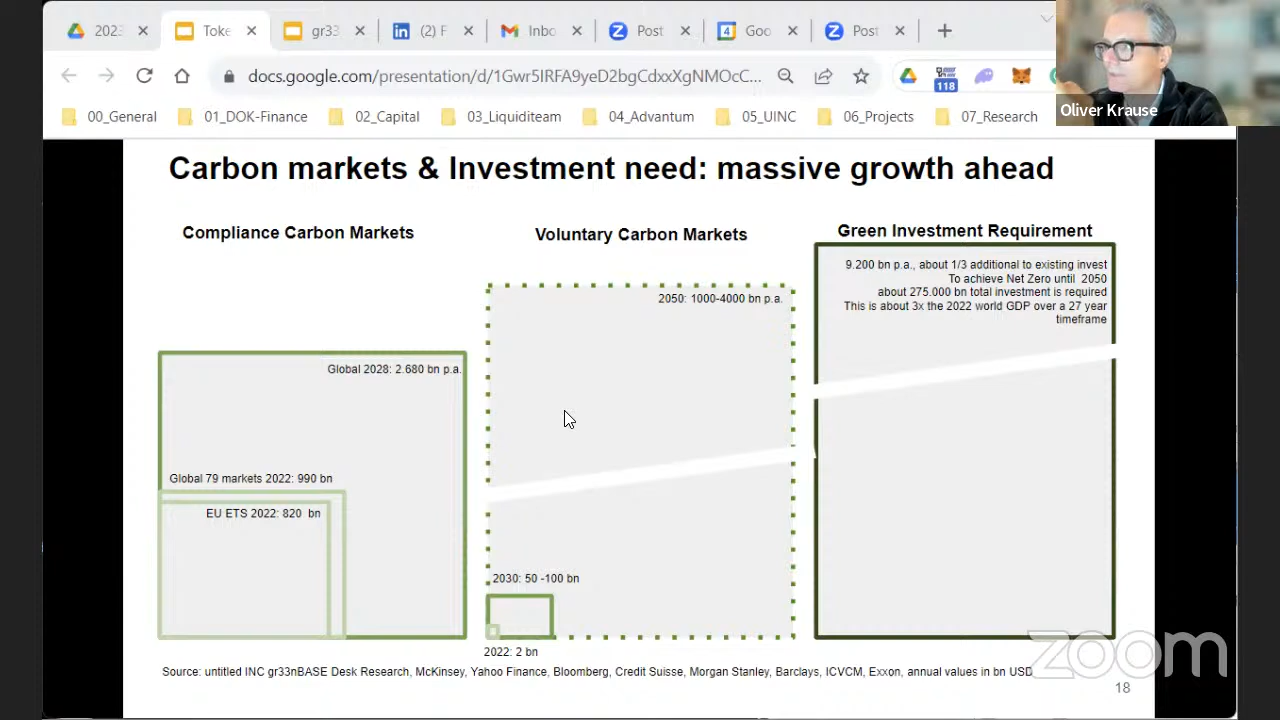 2023
Toke
gr33
(2) F
Inbo
Post
Goo
Post
docs.google.com/presentation/d/1Gwr5IRFA9yeD2bgCdxxXgNMOcC...
118
00_General
01_DOK-Finance
02_Capital
03_Liquiditeam
04_Advantum
05_UINC
06_Projects
07_Research
Oliver Krause
Carbon markets & Investment need: massive growth ahead
Compliance Carbon Markets
Voluntary Carbon Markets
Green Investment Requirement
9.200 bn p.a., about 1/3 additional to existing invest
To achieve Net Zero until 2050
about 275.000 bn total investment is required
This is about 3x the 2022 world GDP over a 27 year
timeframe
2050: 1000-4000 bn p.a.
Global 2028: 2.680 bn p.a.
Global 79 markets 2022: 990 bn
EU ETS 2022: 820 bn
2030: 50 -100 bn
2022: 2 bn
Source: untitled INC gr33nBASE Desk Research, McKinsey, Yahoo Finance, Bloomberg, Credit Suisse, Morgan Stanley, Barclays, ICVCM, Exxon, annual values in bn USD
zoom
18